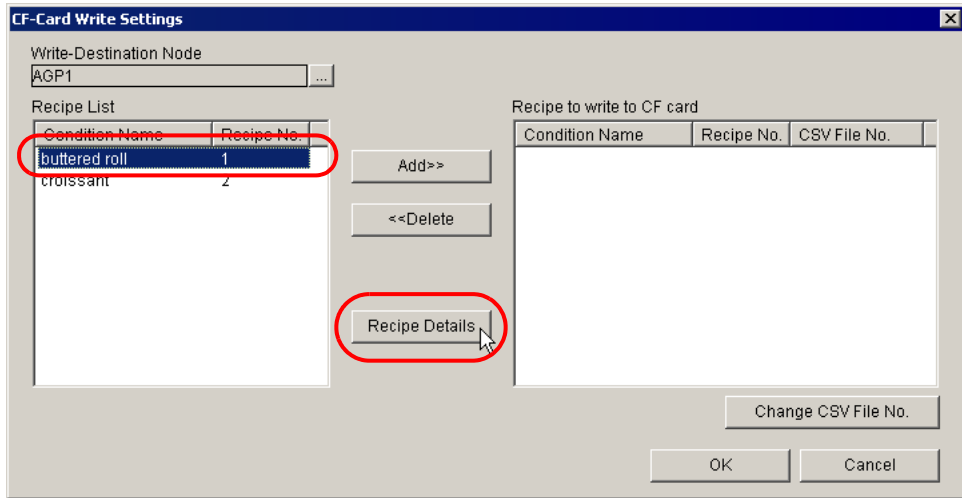 CF-Card Write Settings
Write-Destination Node
AGP1
...
Recipe List
Condition Name Recipe No.
buttered roll 1
croissant 2
Add>>
<<Delete
Recipe Details
Recipe to write to CF card
Condition Name Recipe No. CSV File No.
Change CSV File No.
OK Cancel